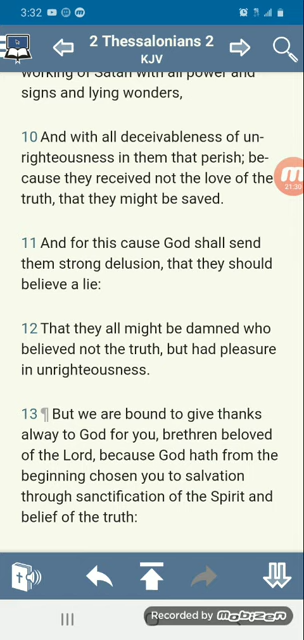 3:32
2 Thessalonians 2
KJV
working of Satan with all power and
signs and lying wonders,
10 And with all deceivableness of un-
righteousness in them that perish; be-
cause they received not the love of the
truth, that they might be saved.
21:30
11 And for this cause God shall send
them strong delusion, that they should
believe a lie:
12 That they all might be damned who
believed not the truth, but had pleasure
in unrighteousness.
13 ¶ But we are bound to give thanks
alway to God for you, brethren beloved
of the Lord, because God hath from the
beginning chosen you to salvation
through sanctification of the Spirit and
belief of the truth:
Recorded by mobizen